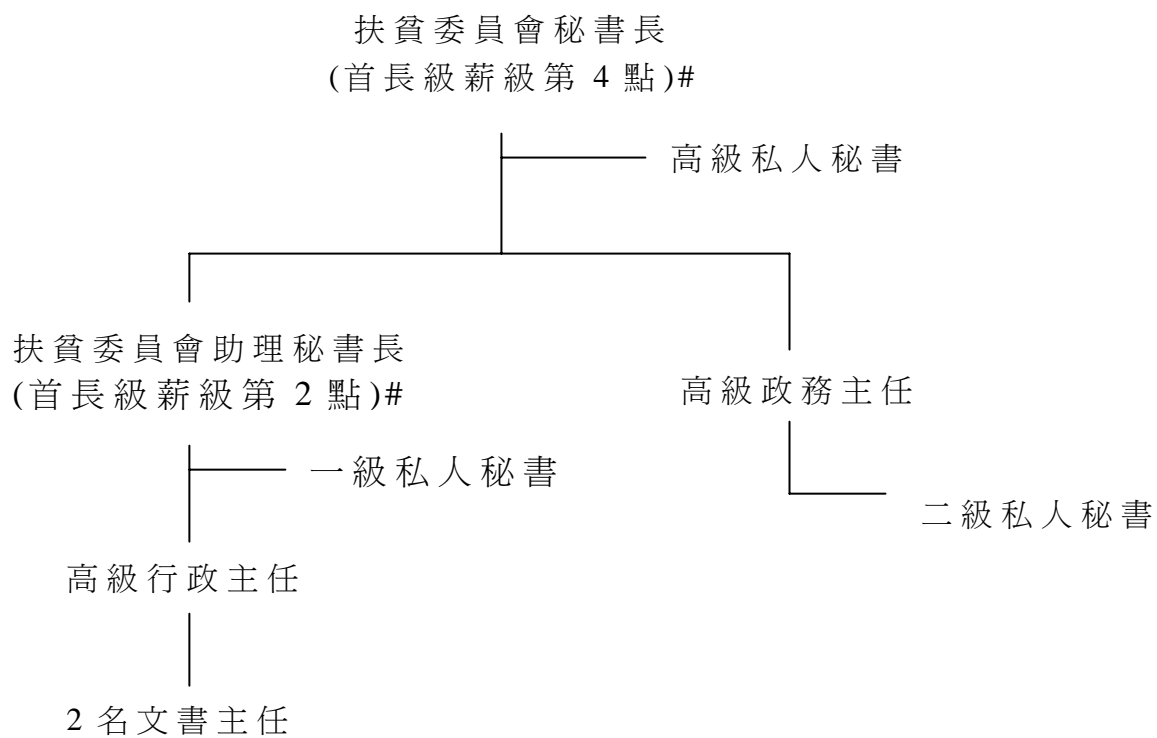 扶貧委員會秘書長
(首長級薪級第 4 點)#
高級私人秘書
扶貧委員會助理秘書長
(首長級薪級第 2 點)#
高級政務主任
一級私人秘書
二級私人秘書
高級行政主任
2 名文書主任